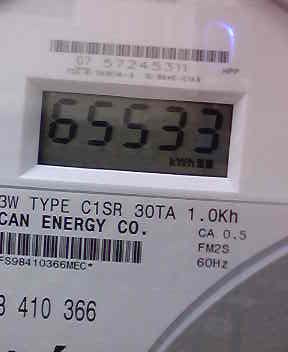 07 57245311
HPP
65533
kWh
3W TYPE C1SR 30TA 1.0Kh
CAN ENERGY CO.
CA 0.5
FM2S
FS98410366MEC*
60Hz
410 366